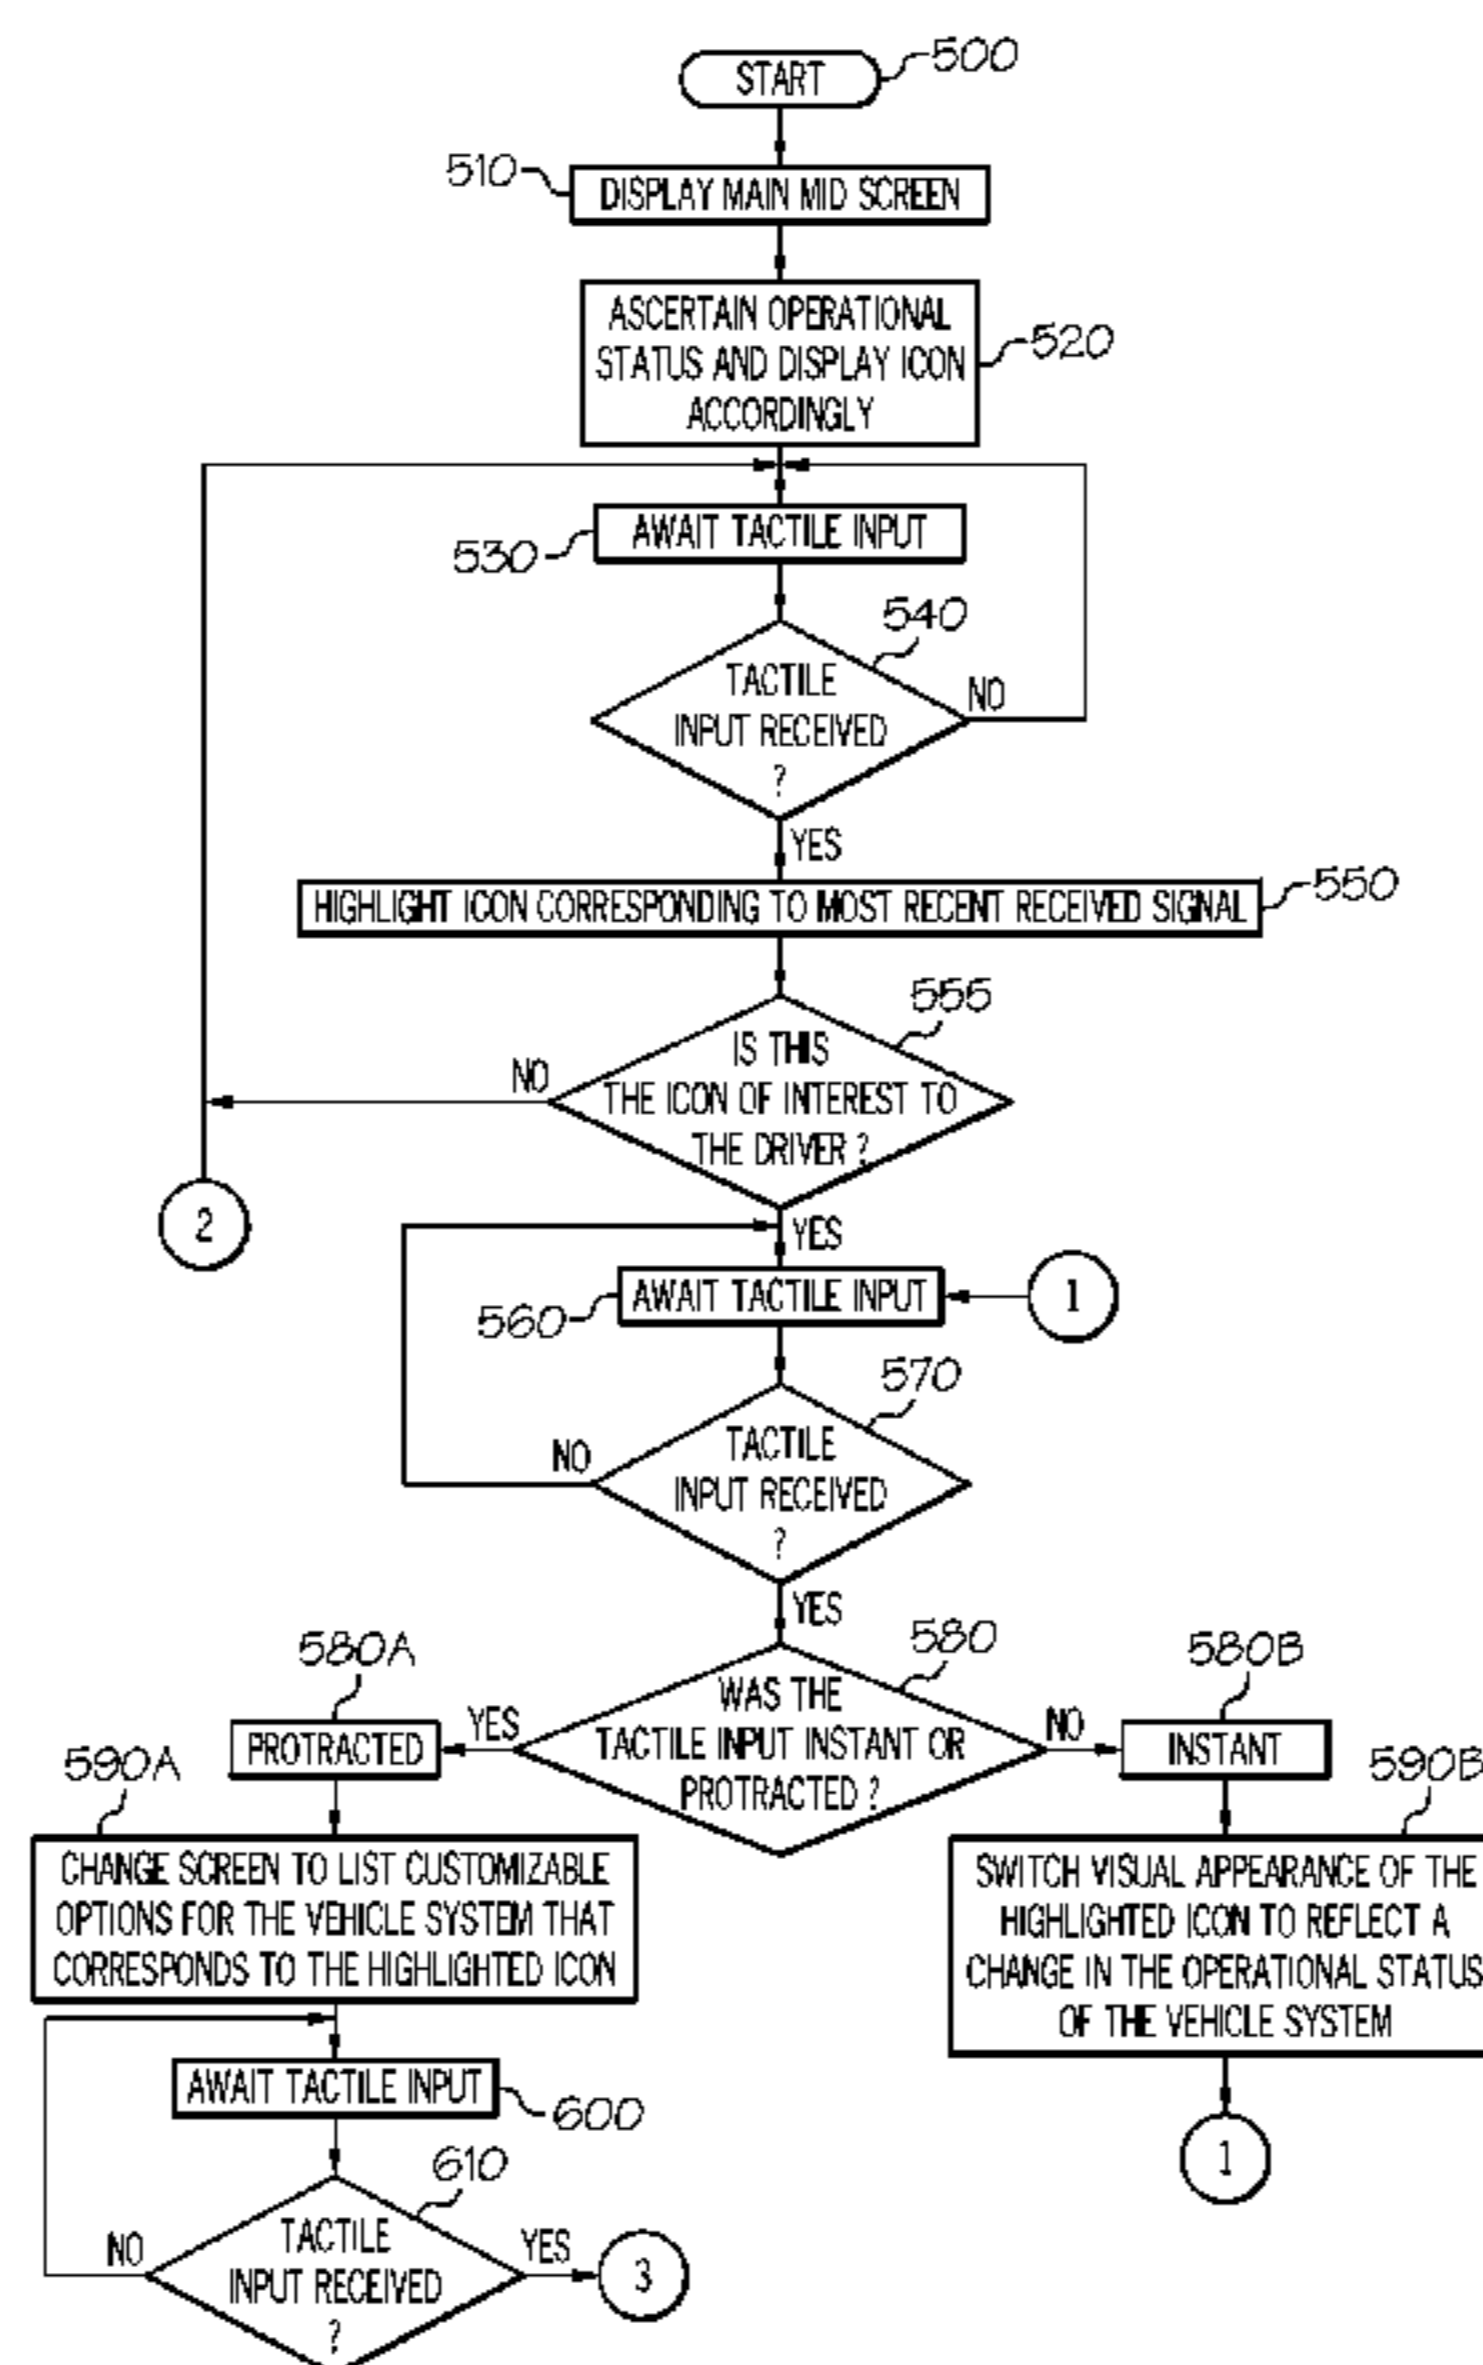 START
500
510
DISPLAY MAIN MID SCREEN
ASCERTAIN OPERATIONAL
STATUS AND DISPLAY ICON
ACCORDINGLY
520
AWAIT TACTILE INPUT
530
540
TACTILE
INPUT RECEIVED
?
NO
YES
HIGHLIGHT ICON CORRESPONDING TO MOST RECENT RECEIVED SIGNAL
550
555
IS THIS
THE ICON OF INTEREST TO
THE DRIVER ?
NO
2
YES
AWAIT TACTILE INPUT
1
560
570
TACTILE
INPUT RECEIVED
?
NO
YES
580A
580
580B
WAS THE
TACTILE INPUT INSTANT OR
PROTRACTED ?
YES
NO
PROTRACTED
INSTANT
590A
590B
CHANGE SCREEN TO LIST CUSTOMIZABLE
OPTIONS FOR THE VEHICLE SYSTEM THAT
CORRESPONDS TO THE HIGHLIGHTED ICON
SWITCH VISUAL APPEARANCE OF THE
HIGHLIGHTED ICON TO REFLECT A
CHANGE IN THE OPERATIONAL STATUS
OF THE VEHICLE SYSTEM
AWAIT TACTILE INPUT
600
1
610
TACTILE
INPUT RECEIVED
?
NO
YES
3